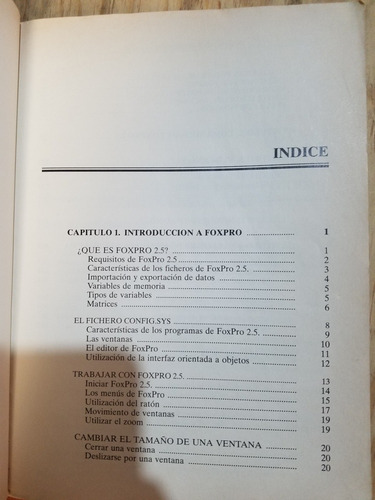 INDICE
CAPITULO 1. INTRODUCCION A FOXPRO ................ 1
¿QUE ES FOXPRO 2.5? ................ 1
Requisitos de FoxPro 2.5 ................ 2
Características de los ficheros de FoxPro 2.5. ................ 3
Importación y exportación de datos ................ 4
Variables de memoria ................ 5
Tipos de variables ................ 5
Matrices ................ 6
EL FICHERO CONFIG.SYS ................ 8
Características de los programas de FoxPro 2.5. ................ 9
Las ventanas ................ 10
El editor de FoxPro ................ 11
Utilización de la interfaz orientada a objetos ................ 12
TRABAJAR CON FOXPRO 2.5. ................ 13
Iniciar FoxPro 2.5. ................ 14
Los menús de FoxPro ................ 15
Utilización del ratón ................ 17
Movimiento de ventanas ................ 19
Utilizar el zoom ................ 19
CAMBIAR EL TAMAÑO DE UNA VENTANA ................ 20
Cerrar una ventana ................ 20
Deslizarse por una ventana ................ 20